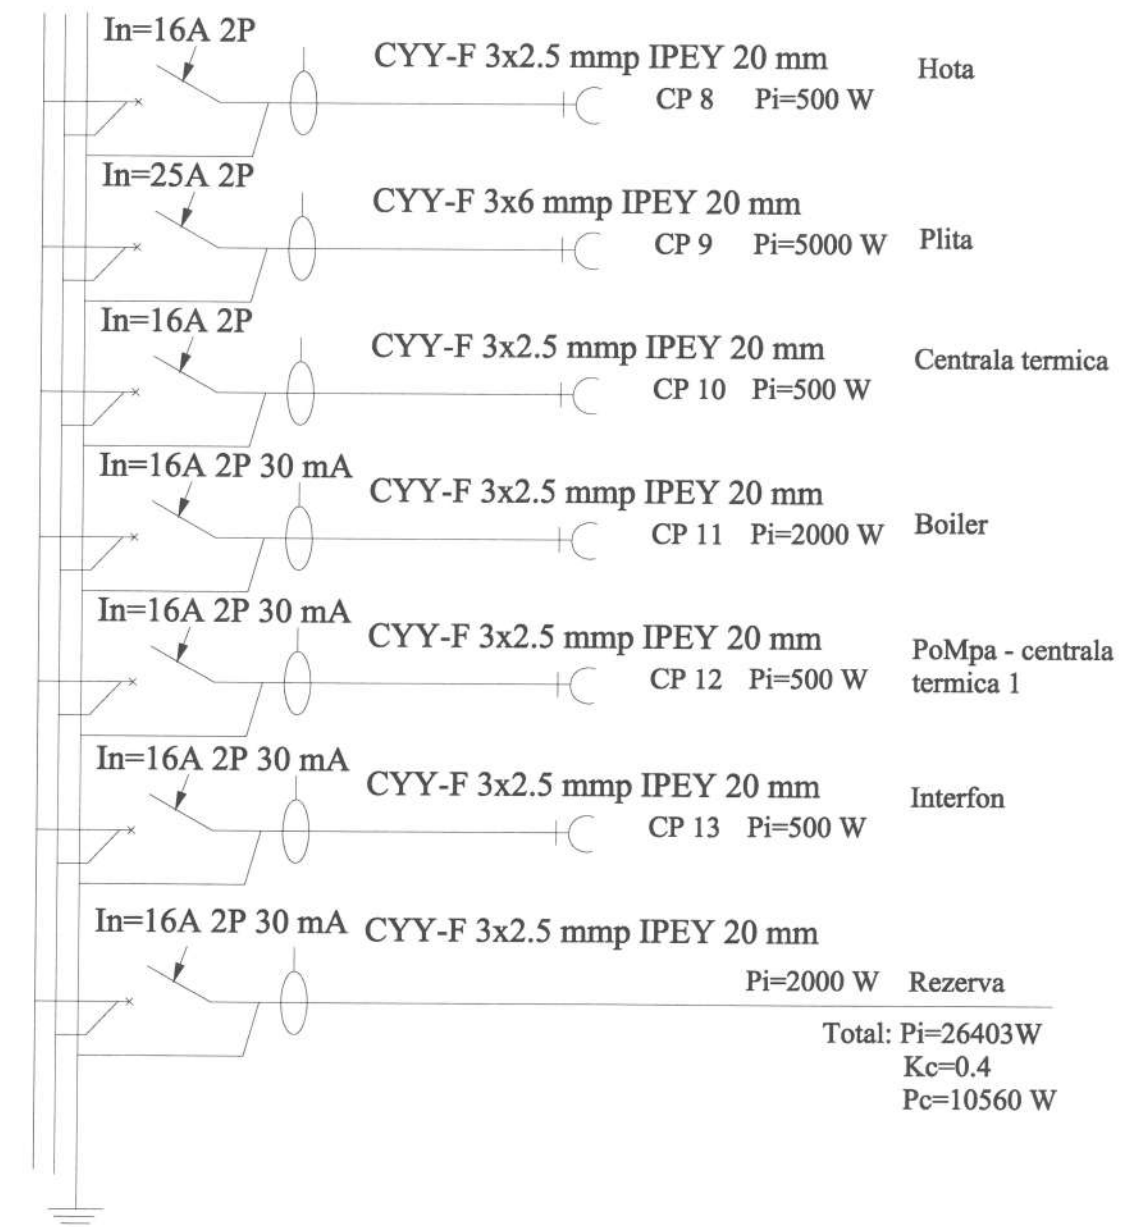 In=16A 2P
CYY-F 3x2.5 mmp IPEY 20 mm
Hota
CP 8 Pi=500 W
In=25A 2P
CYY-F 3x6 mmp IPEY 20 mm
CP 9 Pi=5000 W
Plita
In=16A 2P
CYY-F 3x2.5 mmp IPEY 20 mm
Centrala termica
CP 10 Pi=500 W
In=16A 2P 30 mA
CYY-F 3x2.5 mmp IPEY 20 mm
CP 11 Pi=2000 W
Boiler
In=16A 2P 30 mA
CYY-F 3x2.5 mmp IPEY 20 mm
CP 12 Pi=500 W
PoMpa - centrala
termica 1
In=16A 2P 30 mA
CYY-F 3x2.5 mmp IPEY 20 mm
Interfon
CP 13 Pi=500 W
In=16A 2P 30 mA
CYY-F 3x2.5 mmp IPEY 20 mm
Pi=2000 W Rezerva
Total: Pi=26403W
Kc=0.4
Pc=10560 W